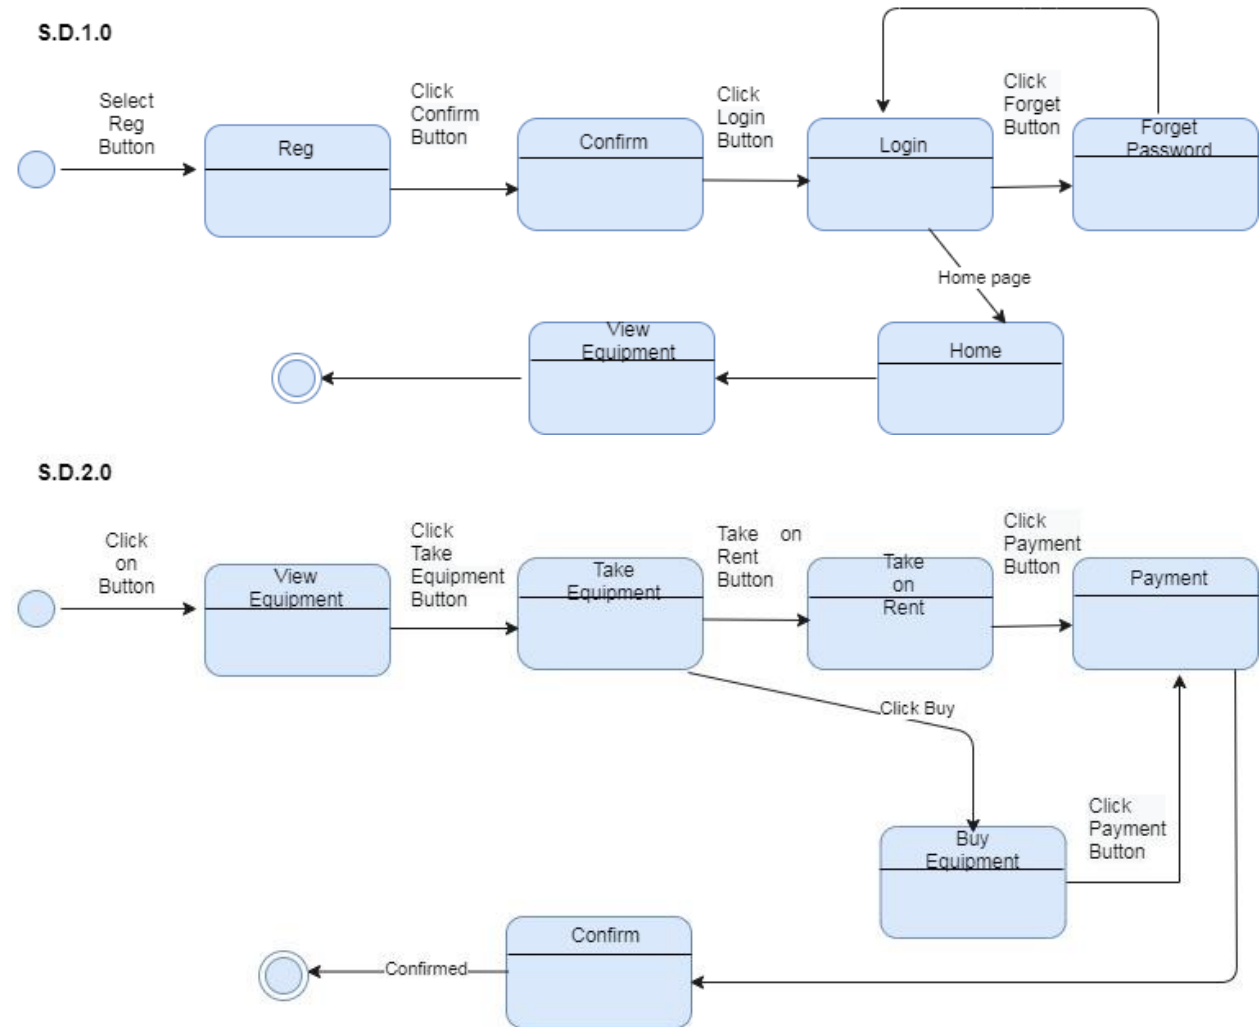 S.D.1.0
Select
Reg
Button
Reg
Click
Confirm
Button
Confirm
Click
Login
Button
Login
Click
Forget
Button
Forget
Password
Home page
Home
View
Equipment
S.D.2.0
Click
on
Button
View
Equipment
Click
Take
Equipment
Button
Take
Equipment
Take on
Rent
Button
Take
on
Rent
Click
Payment
Button
Payment
Click Buy
Buy
Equipment
Click
Payment
Button
Confirm
Confirmed